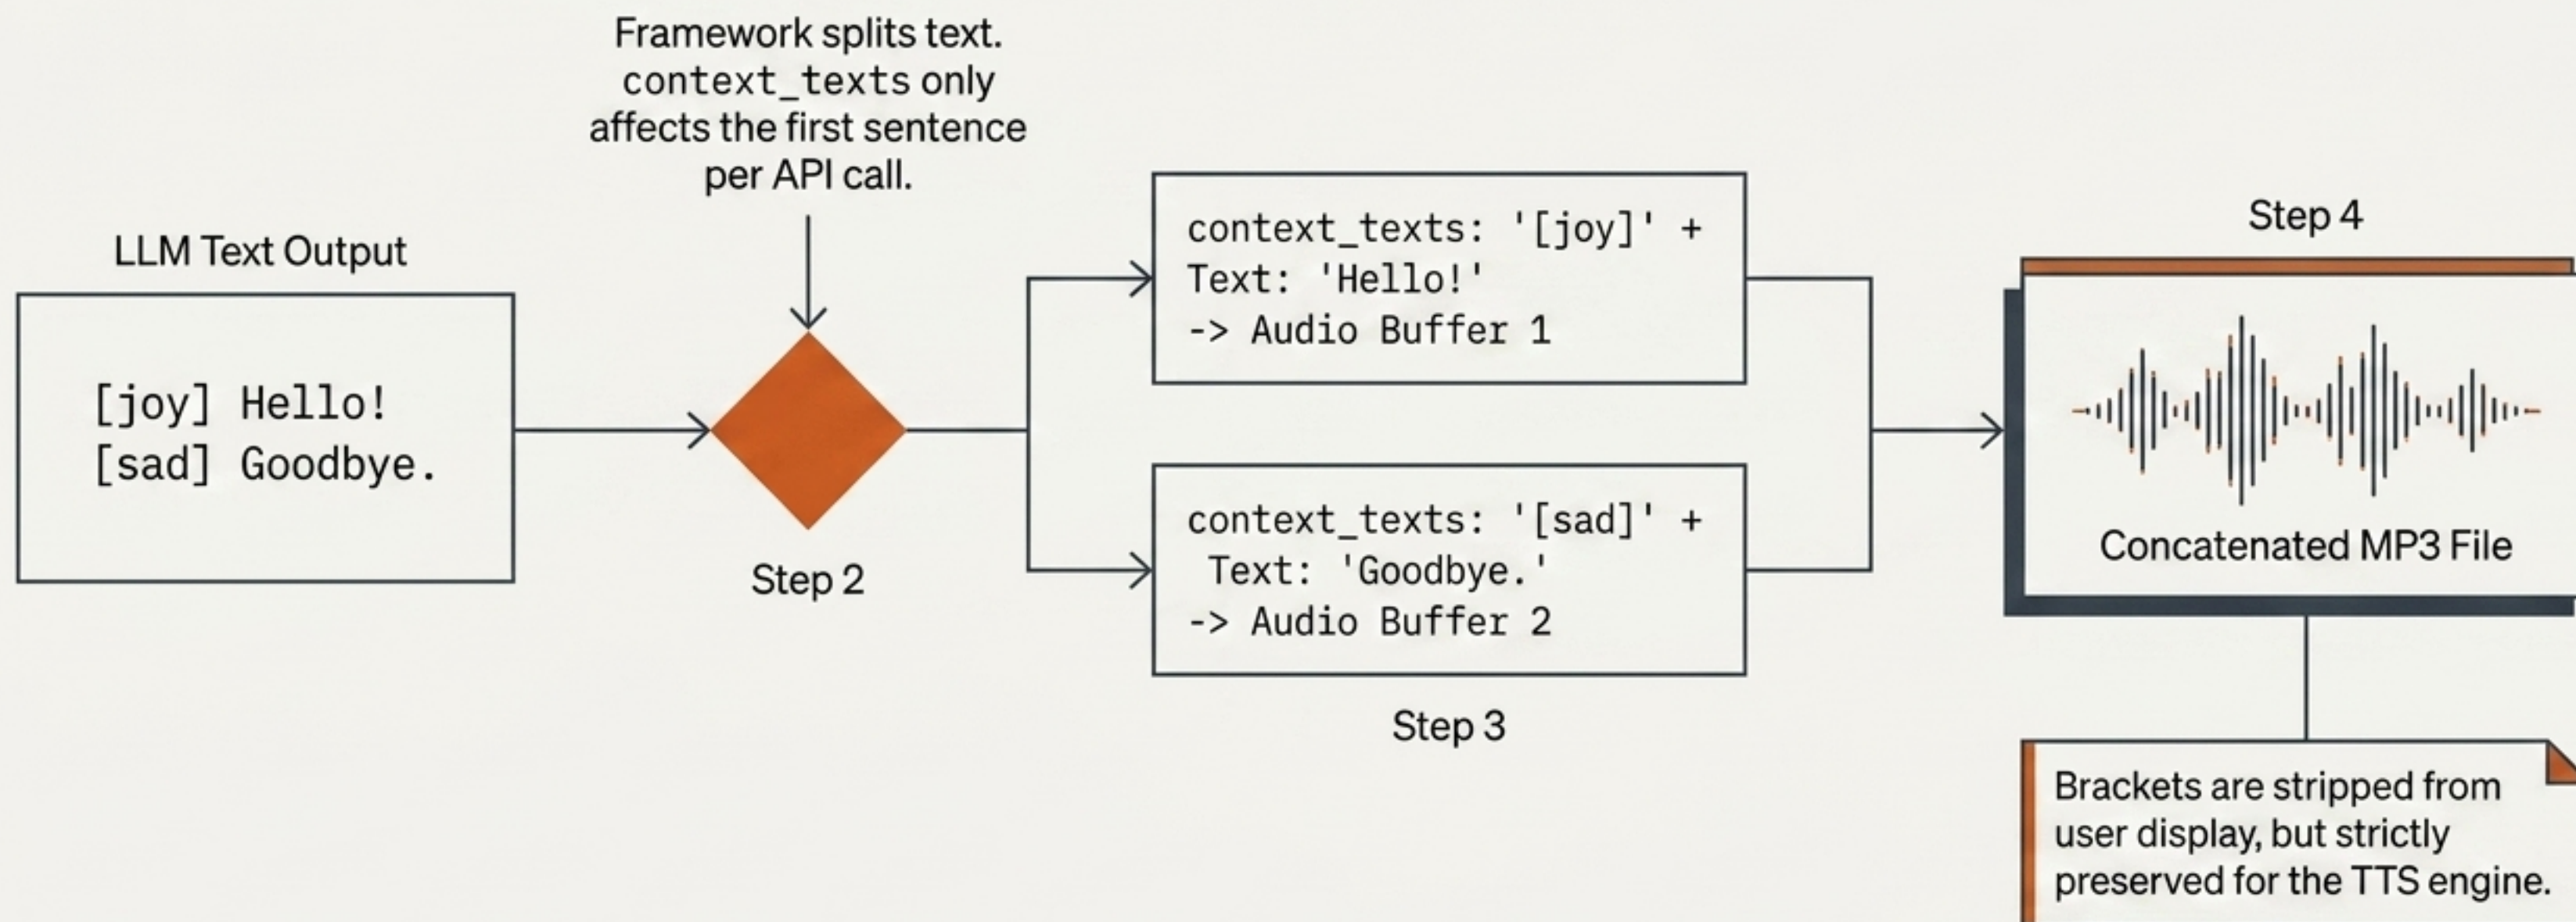 Framework splits text.
context_texts only
affects the first sentence
per API call.
LLM Text Output
[joy] Hello!
[sad] Goodbye.
Step 2
context_texts: '[joy]' +
Text: 'Hello!'
-> Audio Buffer 1
context_texts: '[sad]' +
Text: 'Goodbye.'
-> Audio Buffer 2
Step 3
Step 4
Concatenated MP3 File
Brackets are stripped from
user display, but strictly
preserved for the TTS engine.